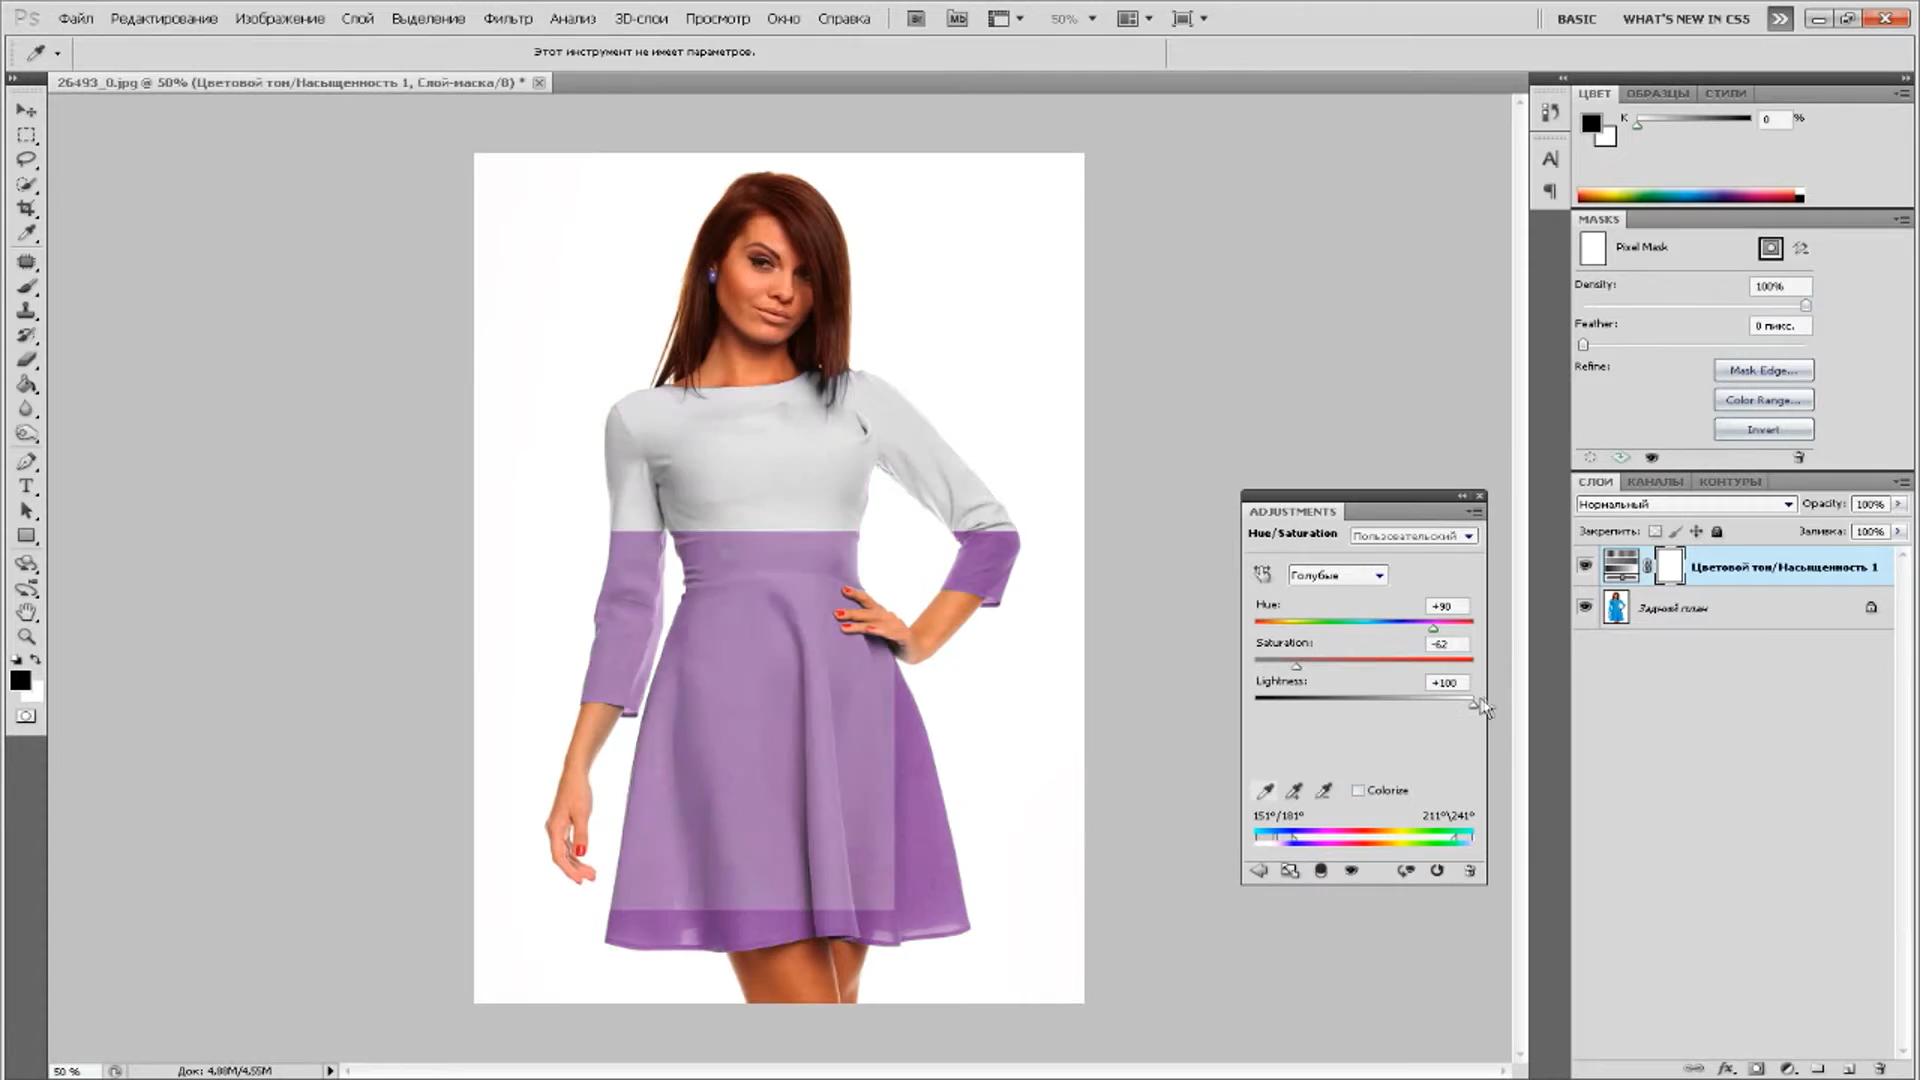 Ps Файл Редактирование Изображение Слой Выделение Фильтр Анализ 3D-слои Просмотр Окно Справка Br Mb 50% BASIC WHAT'S NEW IN CS5
Этот инструмент не имеет параметров.
26493_0.jpg @ 50% (Цветовой тон/Насыщенность 1, Слой-маска/8) *
ЦВЕТ ОБРАЗЦЫ СТИЛИ
K 0 %
MASKS
Pixel Mask
Density: 100%
Feather: 0 пикс.
Refine: Mask Edge...
Color Range...
Invert
СЛОИ КАНАЛЫ КОНТУРЫ
Нормальный Opacity: 100%
Закрепить: Заливка: 100%
Цветовой тон/Насыщенность 1
Задний план
ADJUSTMENTS
Hue/Saturation Пользовательский
Голубые
Hue: +90
Saturation: -62
Lightness: +100
Colorize
151°/181° 211°\241°
50 % Док: 4,88M/4,55M